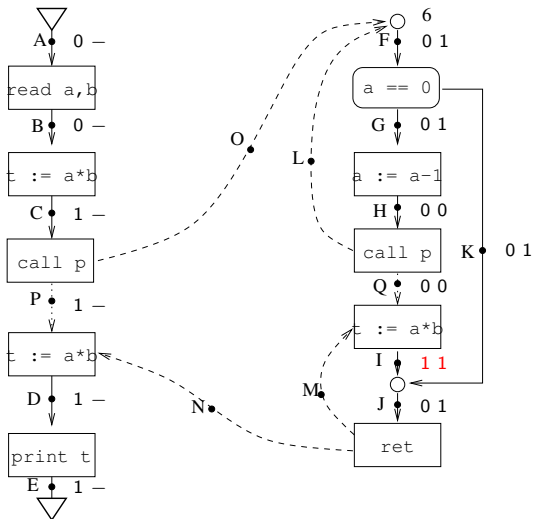 A 0 –
read a,b
B 0 –
t := a*b
C 1 –
call p
P 1 –
t := a*b
D 1 –
print t
E 1 –
O
L
N
M
6
F 0 1
a == 0
G 0 1
a := a-1
H 0 0
call p
K 0 1
Q 0 0
t := a*b
I 1 1
J 0 1
ret